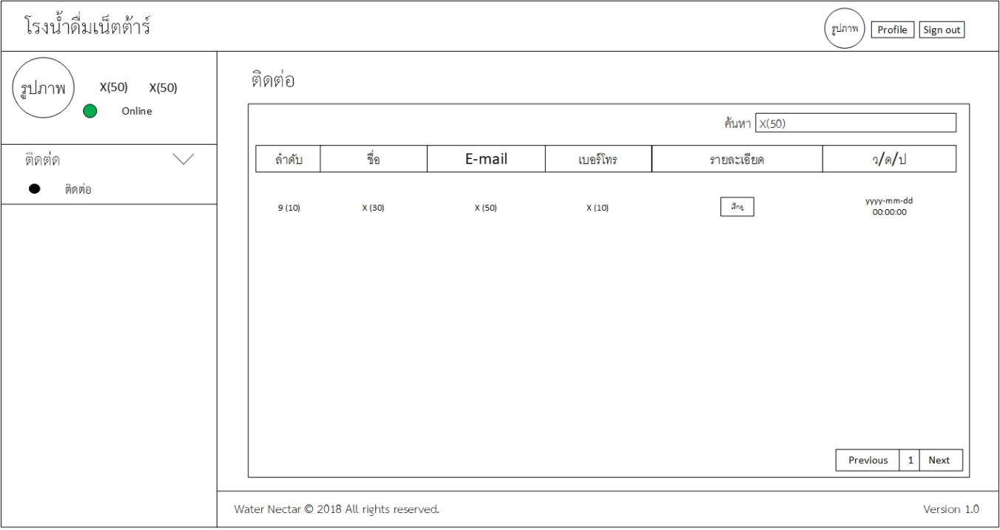 โรงน้ำดื่มเน็ตต้าร์
รูปภาพ Profile Sign out
รูปภาพ X(50) X(50)
Online
ติดต่ด
ติดต่อ
ติดต่อ
ค้นหา X(50)
ลำดับ ชื่อ E-mail เบอร์โทร รายละเอียด ว/ด/ป
9 (10) X (30) X (50) X (10) yyyy-mm-dd
00:00:00
Previous 1 Next
Water Nectar © 2018 All rights reserved. Version 1.0